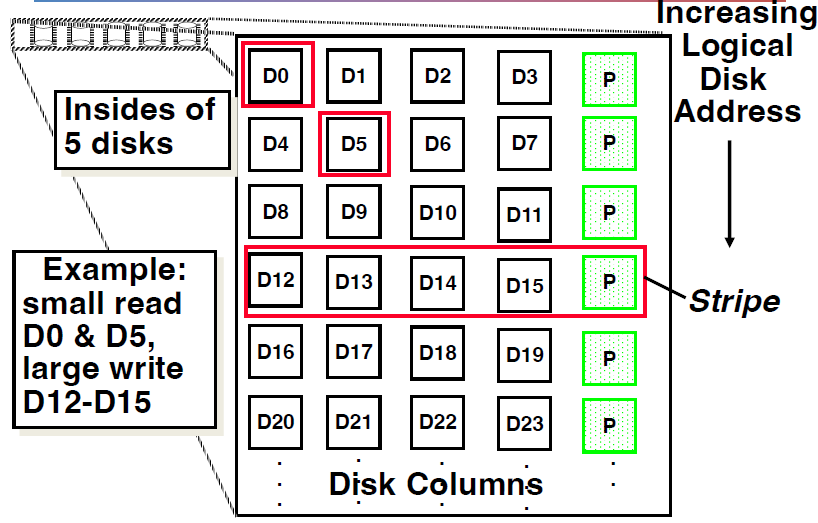 Increasing
Logical
Disk
Address
Insides of
5 disks
D0 D1 D2 D3 P
D4 D5 D6 D7 P
D8 D9 D10 D11 P
D12 D13 D14 D15 P
Stripe
D16 D17 D18 D19 P
D20 D21 D22 D23 P
Example:
small read
D0 & D5,
large write
D12-D15
Disk Columns